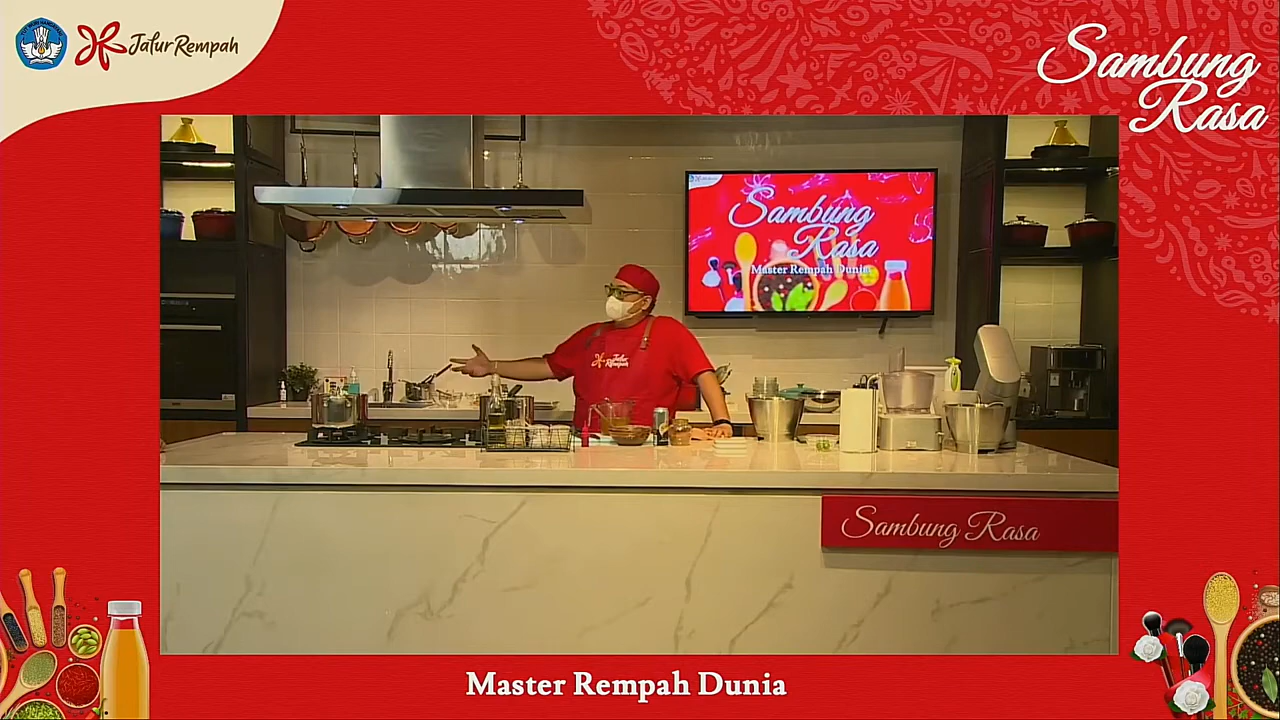 Jalur Rempah
Sambung
Rasa
Sambung
Rasa
Master Rempah Dunia
Jalur
Rempah
Sambung Rasa
Master Rempah Dunia